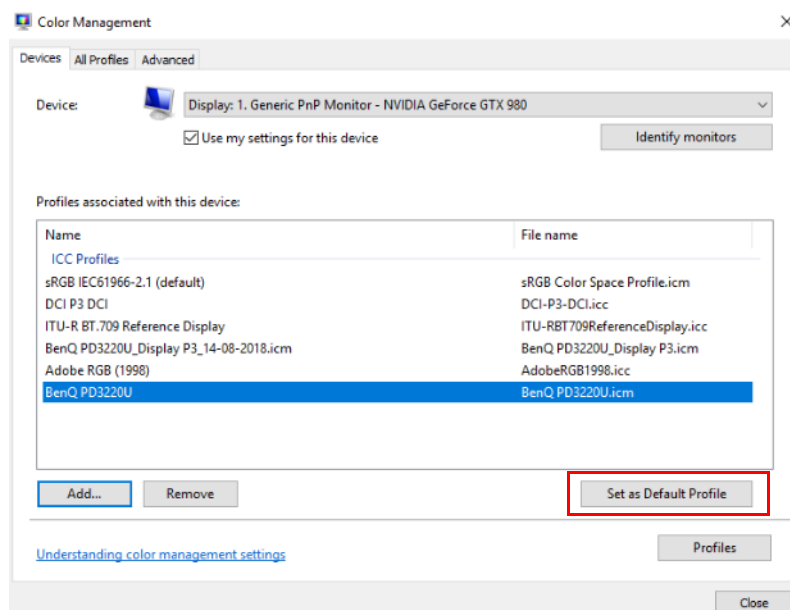 Color Management
Devices All Profiles Advanced
Device: Display: 1. Generic PnP Monitor - NVIDIA GeForce GTX 980
Use my settings for this device Identify monitors
Profiles associated with this device:
Name File name
ICC Profiles
sRGB IEC61966-2.1 (default) sRGB Color Space Profile.icm
DCI P3 DCI DCI-P3-DCI.icc
ITU-R BT.709 Reference Display ITU-RBT709ReferenceDisplay.icc
BenQ PD3220U_Display P3_14-08-2018.icm BenQ PD3220U_Display P3.icm
Adobe RGB (1998) AdobeRGB1998.icc
BenQ PD3220U BenQ PD3220U.icm
Add... Remove Set as Default Profile
Understanding color management settings Profiles
Close